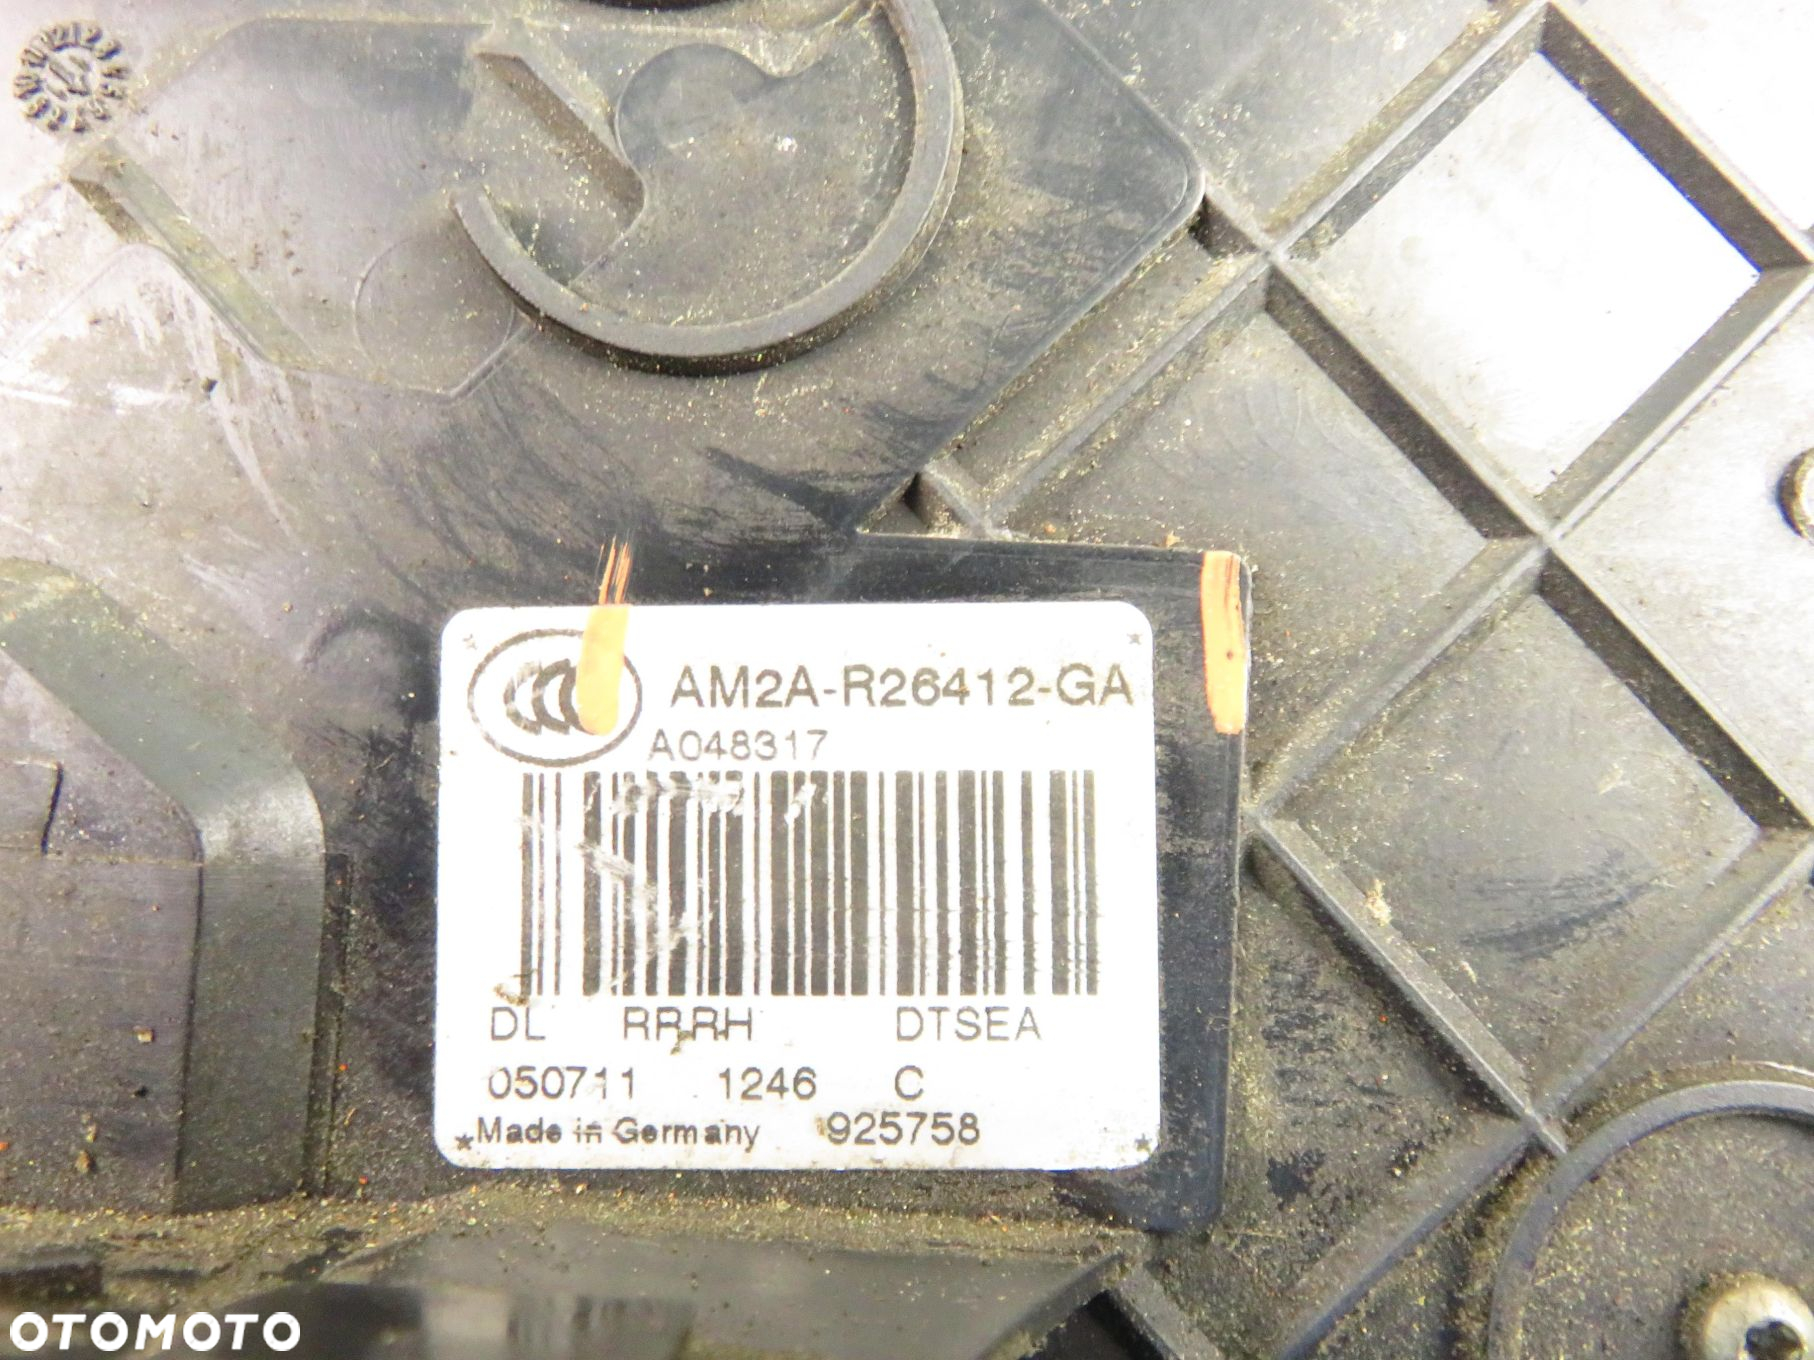 AM2A-R26412-GA
A048317
DL RRRH DTSEA
050711 1246 C
*Made in Germany 925758*
OTOMOTO